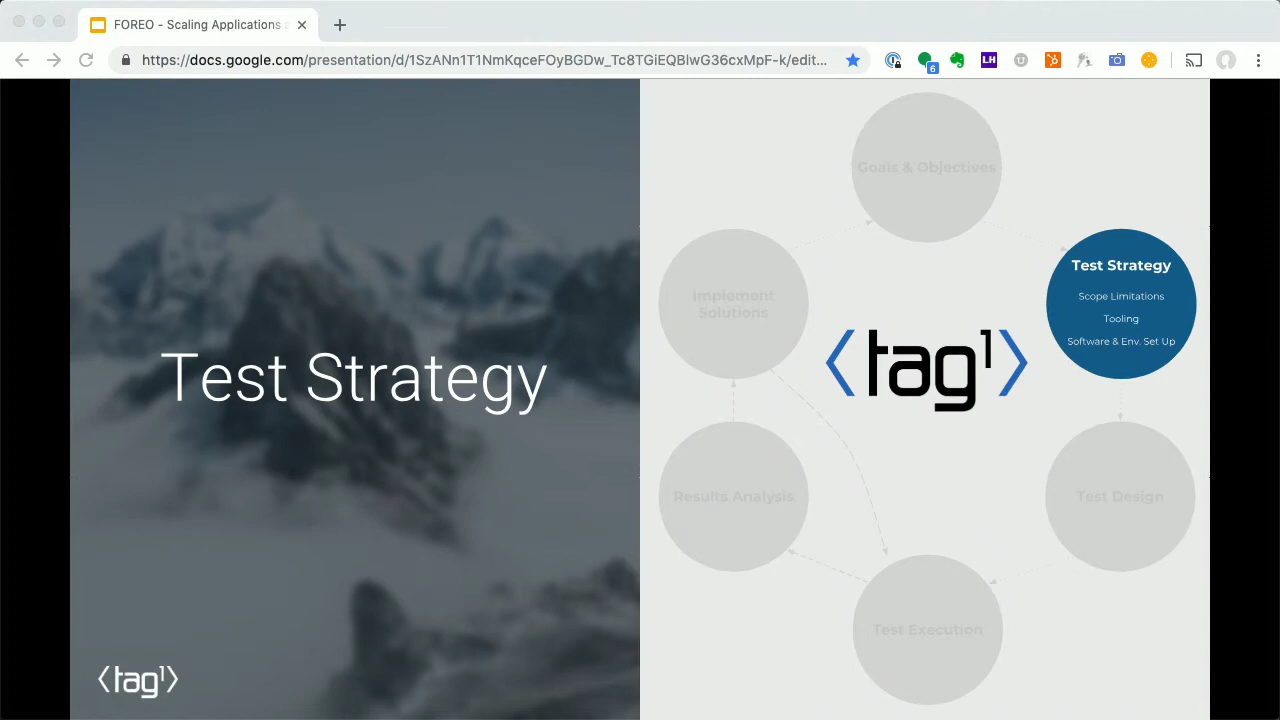 FOREO - Scaling Applications
https://docs.google.com/presentation/d/1SzANn1T1NmKqceFOyBGDw_Tc8TGiEQBlwG36cxMpF-k/edit...
6
LH
Test Strategy
tag1
Goals & Objectives
Test Strategy
Scope Limitations
Tooling
Software & Env. Set Up
Implement
Solutions
tag1
Results Analysis
Test Design
Test Execution